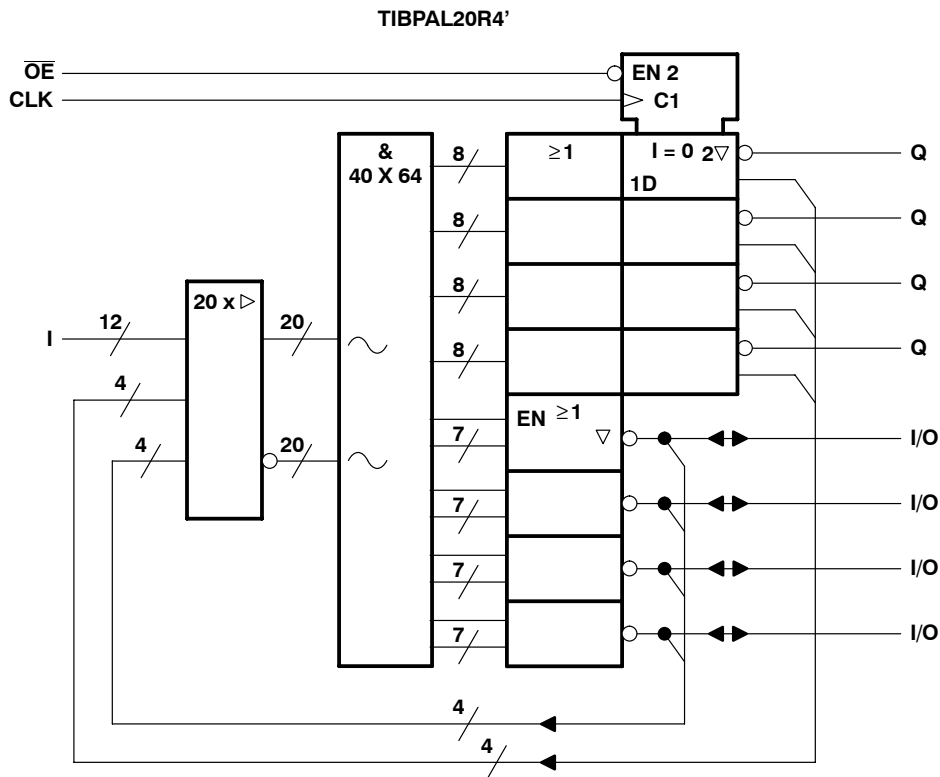 TIBPAL20R4’
O̅E̅ EN 2
CLK C1
& ≥1 I = 0 2▽ Q
40 X 64 8
1D
8 Q
8 Q
20 x ▷
I 12 20 8 Q
4 EN ≥1
▽
4 20 7 I/O
7 I/O
7 I/O
7 I/O
4
4